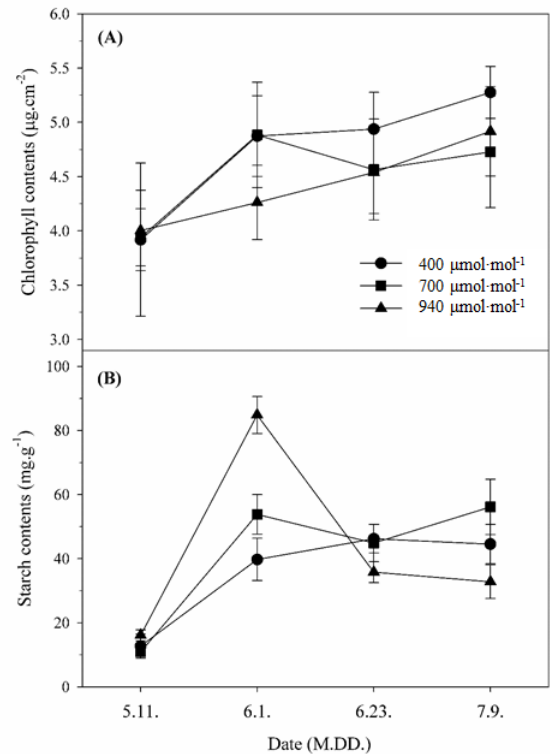 (A)
Chlorophyll contents (μg.cm-2)
6.0
5.5
5.0
4.5
4.0
3.5
3.0
400 μmol·mol-1
700 μmol·mol-1
940 μmol·mol-1
(B)
Starch contents (mg.g-1)
100
80
60
40
20
0
5.11.
6.1.
6.23.
7.9.
Date (M.DD.)